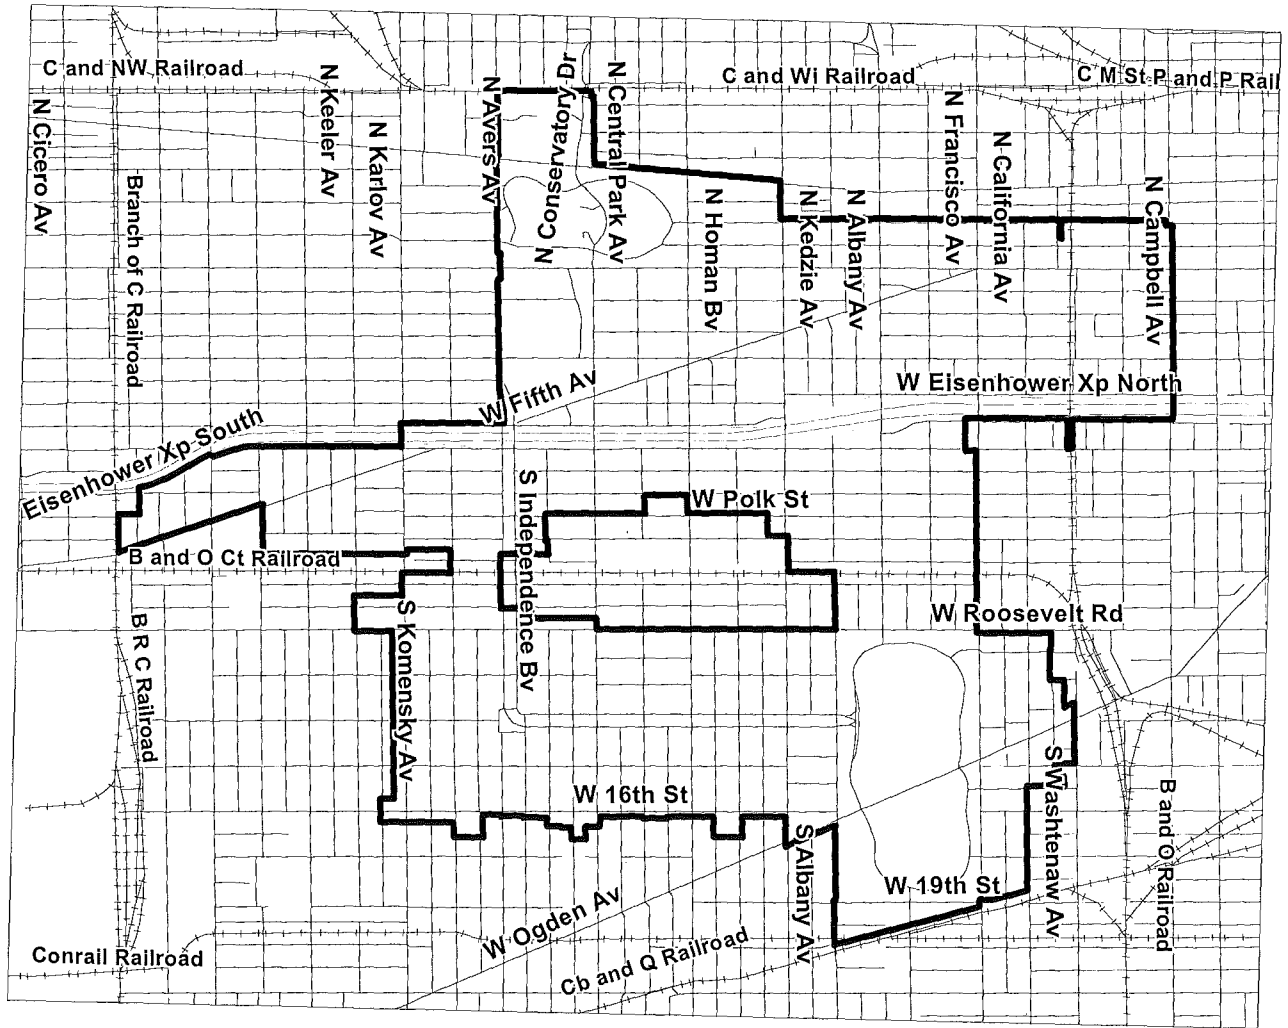 C and NW Railroad
C and Wi Railroad
C M St P and P Rail
N Cicero Av
Branch of C Railroad
N Keeler Av
N Karlov Av
N Avers Av
N Conservatory Dr
N Central Park Av
N Homan Bv
N Kedzie Av
N Albany Av
N Francisco Av
N California Av
N Campbell Av
W Eisenhower Xp North
W Fifth Av
Eisenhower Xp South
S Independence Bv
W Polk St
B and O Ct Railroad
B R C Railroad
S Komensky Av
W Roosevelt Rd
W 16th St
S Washtenaw Av
B and O Railroad
S Albany Av
W 19th St
W Ogden Av
Cb and Q Railroad
Conrail Railroad